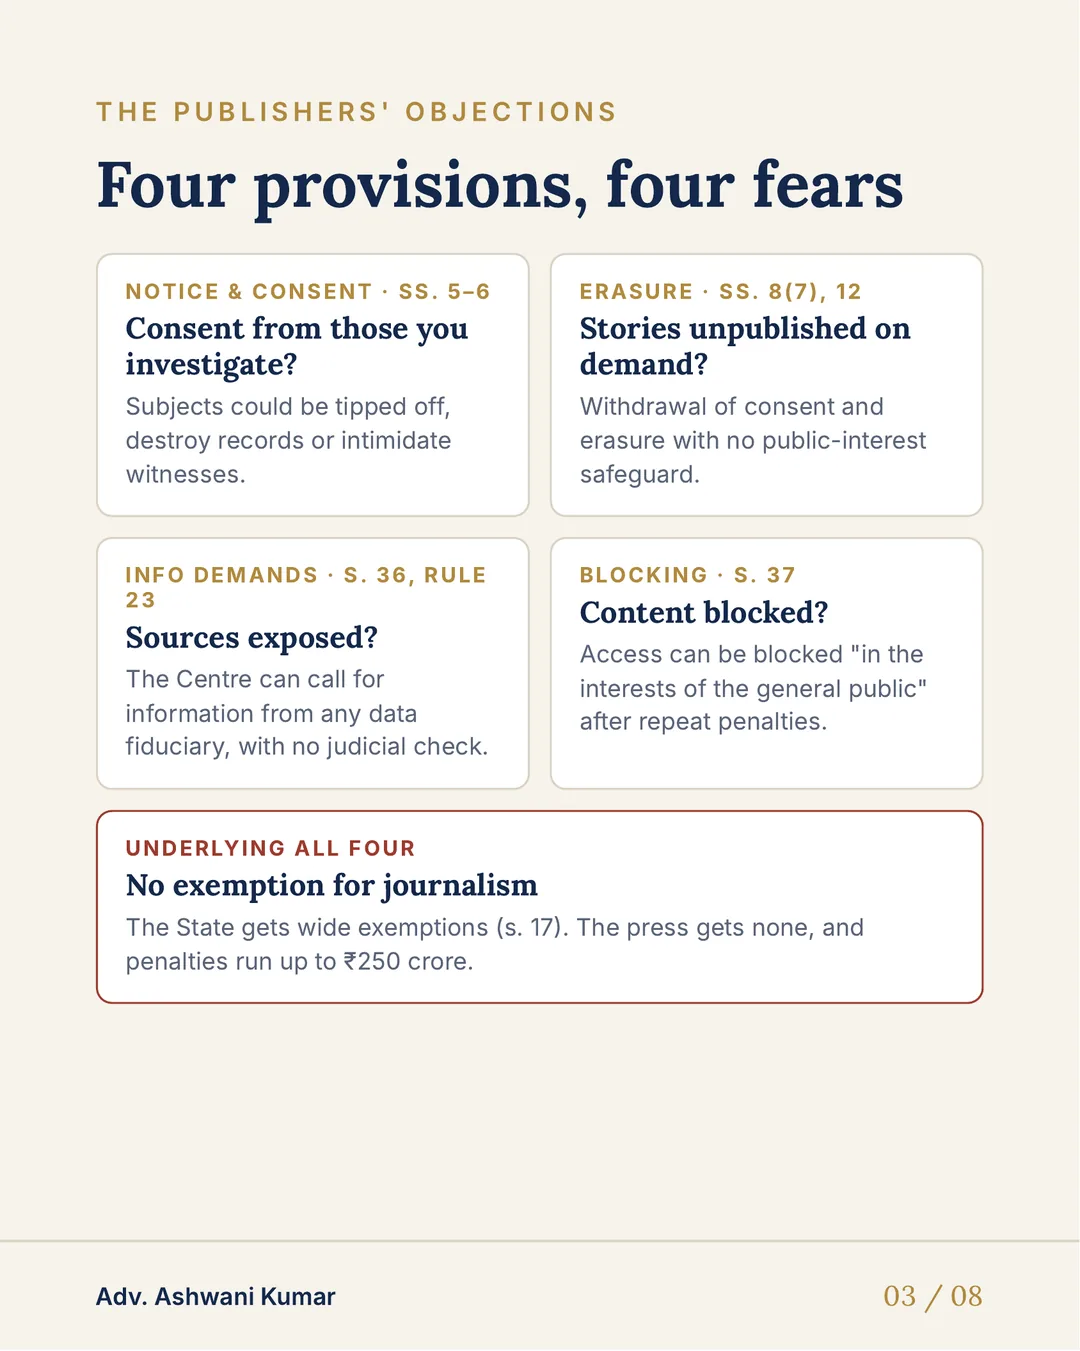 THE PUBLISHERS' OBJECTIONS
Four provisions, four fears
NOTICE & CONSENT · SS. 5–6
Consent from those you
investigate?
Subjects could be tipped off,
destroy records or intimidate
witnesses.
ERASURE · SS. 8(7), 12
Stories unpublished on
demand?
Withdrawal of consent and
erasure with no public-interest
safeguard.
INFO DEMANDS · S. 36, RULE
23
Sources exposed?
The Centre can call for
information from any data
fiduciary, with no judicial check.
BLOCKING · S. 37
Content blocked?
Access can be blocked "in the
interests of the general public"
after repeat penalties.
UNDERLYING ALL FOUR
No exemption for journalism
The State gets wide exemptions (s. 17). The press gets none, and
penalties run up to ₹250 crore.
Adv. Ashwani Kumar
03 / 08